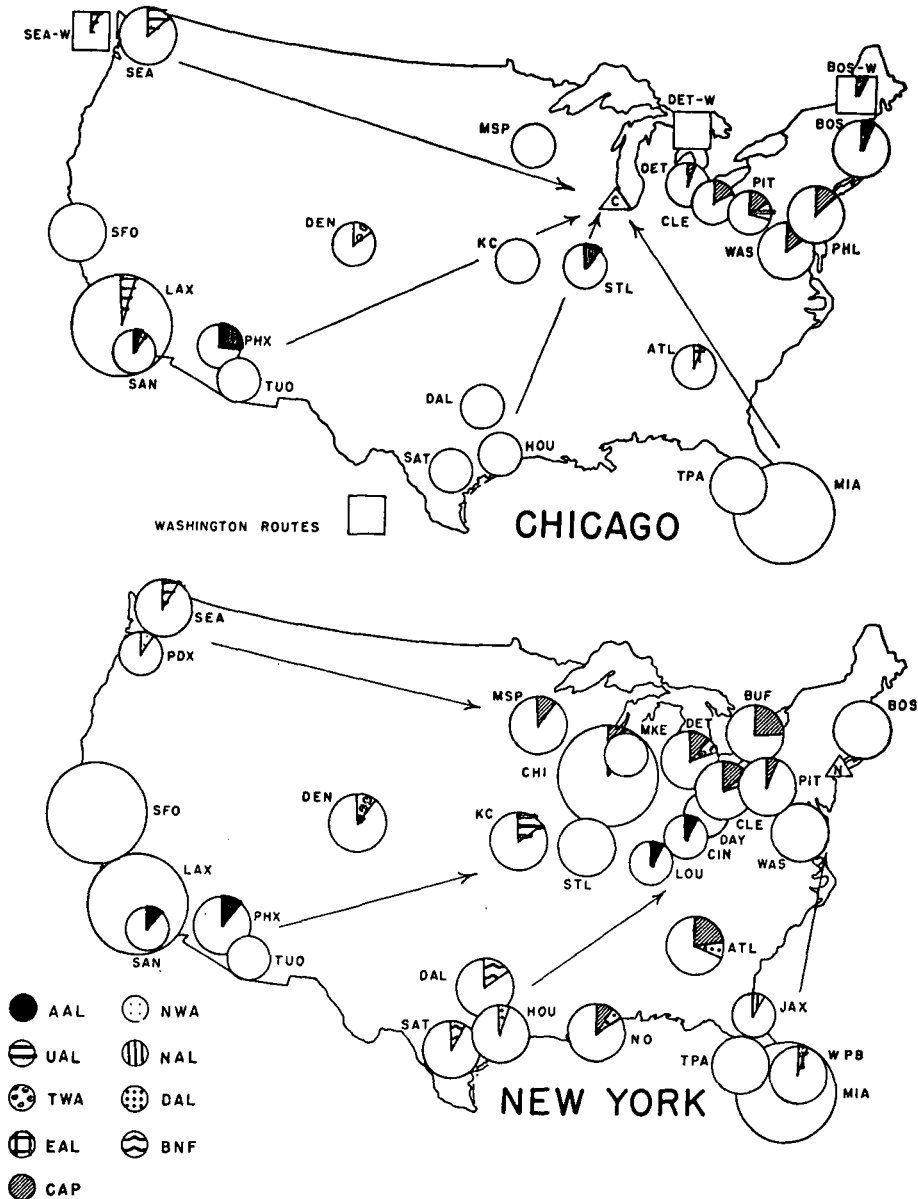 SEA-W
SEA
BOS-W
DET-W
MSP
BOS
DET
PIT
C
CLE
DEN
SFO
KC
WAS
PHL
STL
LAX
PHX
ATL
SAN
TUO
DAL
HOU
SAT
TPA
MIA
WASHINGTON ROUTES
CHICAGO
SEA
PDX
MSP
BUF
BOS
DET
MKE
CHI
N
PIT
DEN
SFO
KC
CLE
DAY
CIN
WAS
STL
LOU
LAX
PHX
SAN
TUO
ATL
DAL
JAX
SAT
HOU
NO
TPA
WPB
MIA
NEW YORK
AAL
NWA
UAL
NAL
TWA
DAL
EAL
BNF
CAP